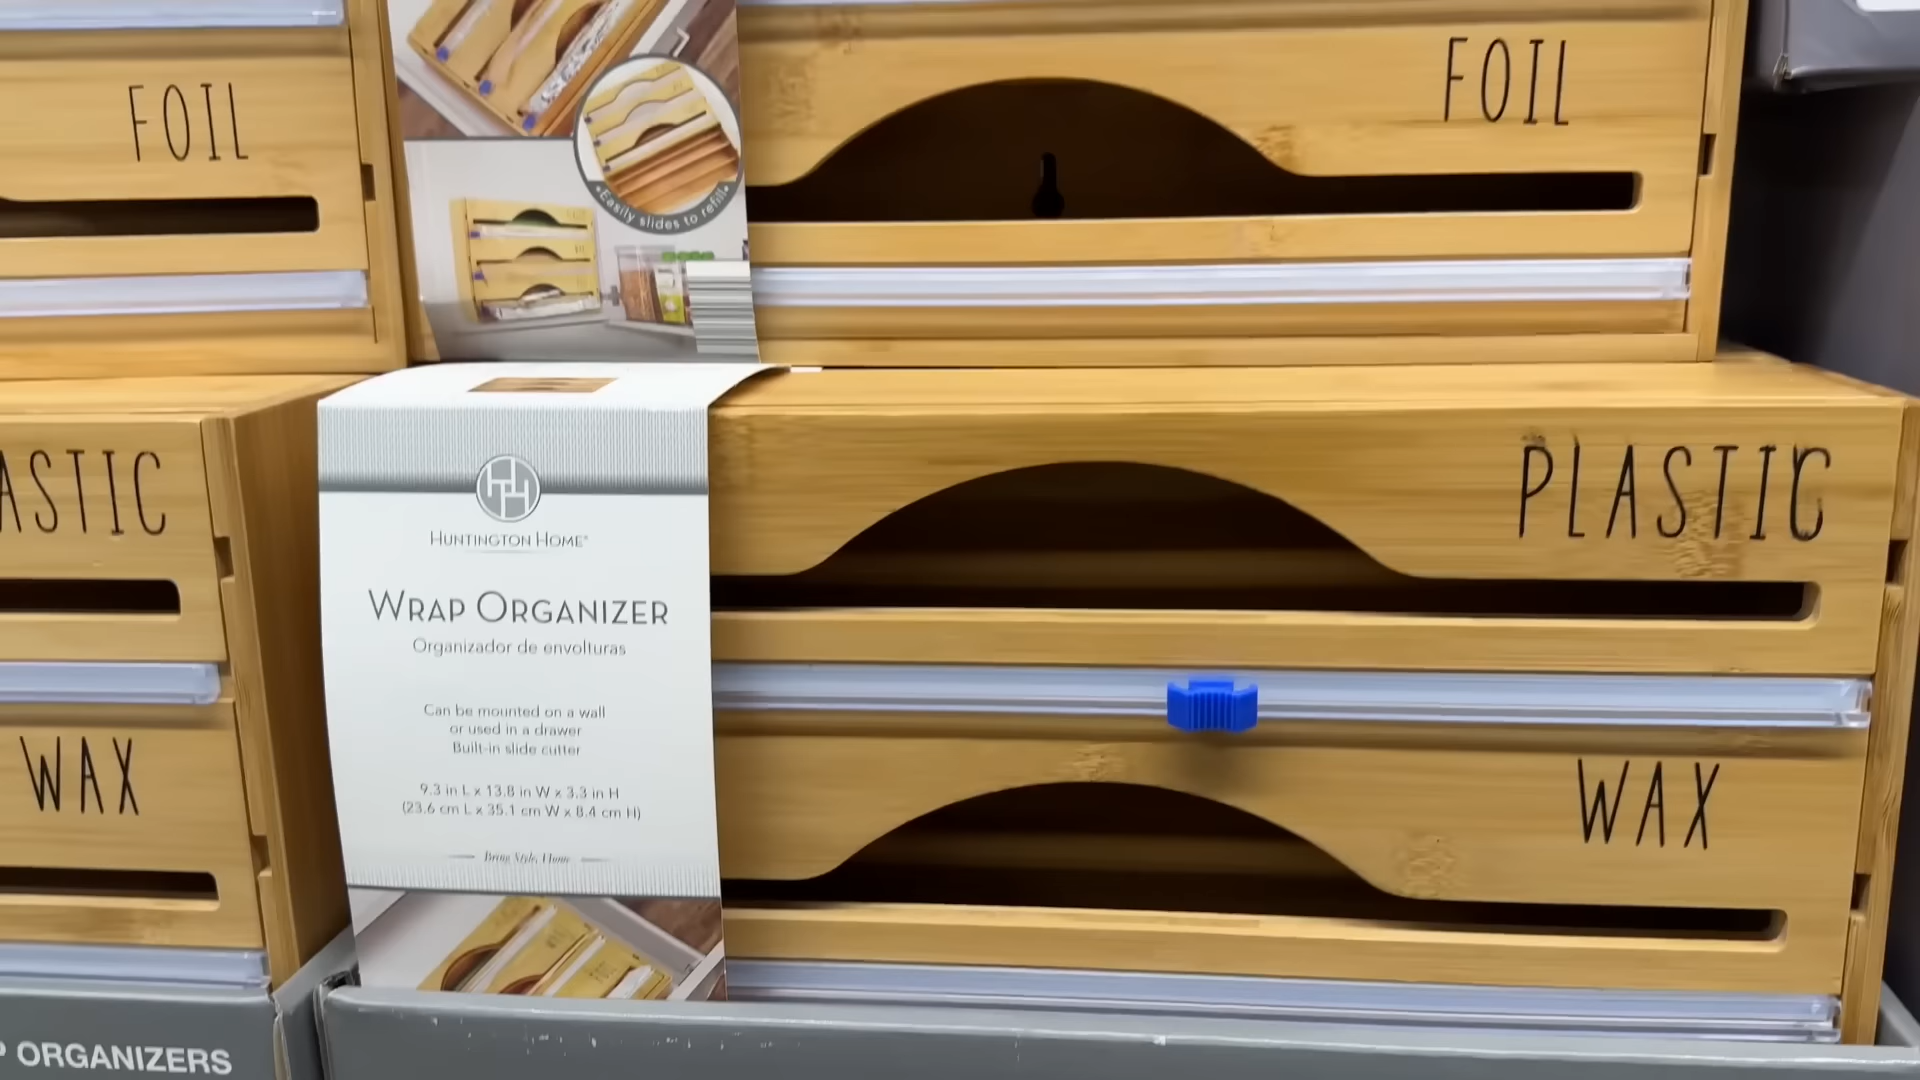 FOIL
FOIL
•Easily slides to refill•
ASTIC
PLASTIC
HUNTINGTON HOME
WRAP ORGANIZER
Organizador de envolturas
Can be mounted on a wall
or used in a drawer
Built-in slide cutter
9.3 in L x 13.8 in W x 3.3 in H
(23.6 cm L x 35.1 cm W x 8.4 cm H)
Bring Style, Home
WAX
WAX
P ORGANIZERS